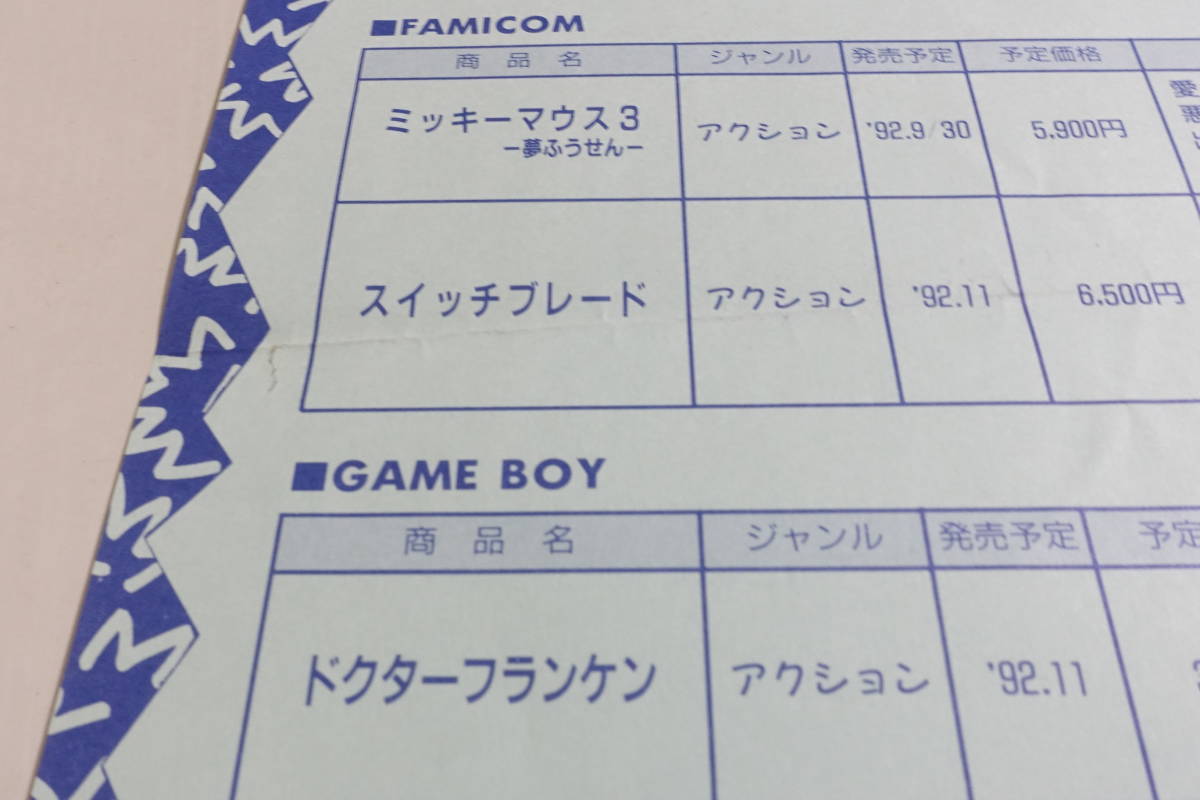 ■FAMICOM
商品名 ジャンル 発売予定 予定価格
ミッキーマウス3 アクション '92.9/30 5,900円 愛
ー夢ふうせんー 悪
スイッチブレード アクション '92.11 6,500円
■GAME BOY
商品名 ジャンル 発売予定 予定
ドクターフランケン アクション '92.11